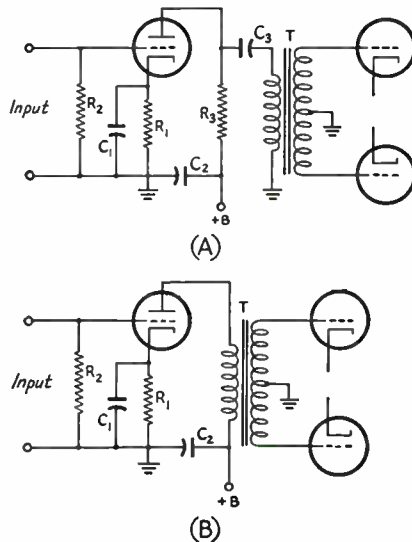 C3
T
Input
R2
R1
C1
R3
C2
+B
(A)
T
Input
R2
R1
C1
C2
+B
(B)